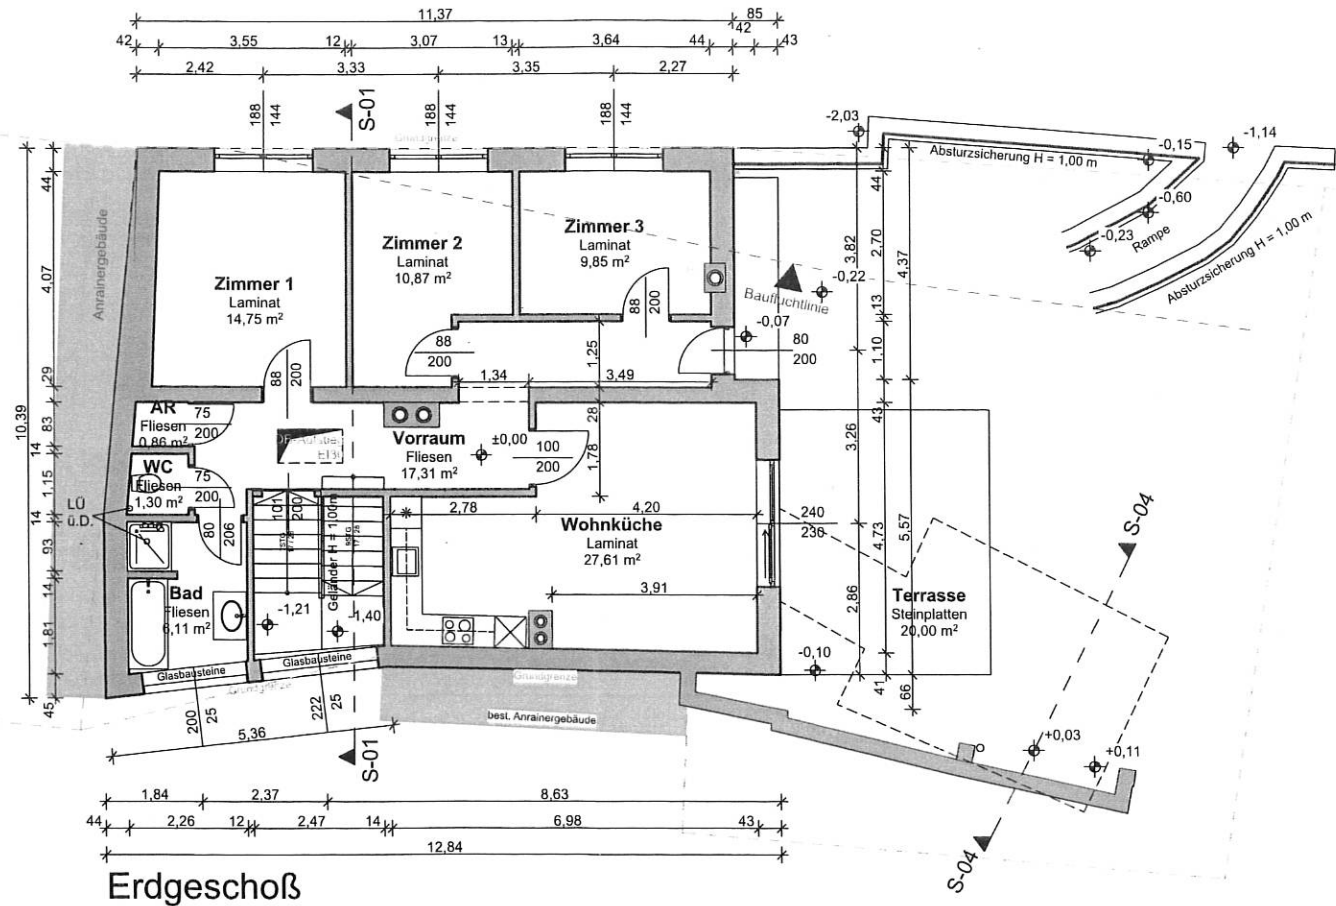 11,37
85
42
3,55
12
3,07
13
3,64
44
42
43
2,42
3,33
3,35
2,27
188
144
S-01
188
144
188
144
Grundgrenze
-2,03
Absturzsicherung H = 1,00 m
-0,15
-1,14
-0,60
-0,23
Rampe
Absturzsicherung H = 1,00 m
44
4,07
29
10,39
83
14
1,15
14
93
14
1,81
45
Anrainergebäude
Zimmer 1
Laminat
14,75 m²
Zimmer 2
Laminat
10,87 m²
Zimmer 3
Laminat
9,85 m²
88
200
88
200
88
200
1,25
1,34
3,49
80
200
-0,22
Baufluchtlinie
-0,07
44
2,70
13
1,10
43
3,82
4,37
3,26
4,73
5,57
2,86
41
66
AR
Fliesen
0,86 m²
75
200
WC
Fliesen
1,30 m²
75
200
LÜ
ü.D.
80
206
Bad
Fliesen
6,11 m²
Vorraum
Fliesen
17,31 m²
±0,00
100
200
28
1,78
101
200
Geländer H = 1,00m
-1,21
-1,40
2,78
4,20
Wohnküche
Laminat
27,61 m²
3,91
240
230
Terrasse
Steinplatten
20,00 m²
-0,10
S-04
Glasbausteine
Glasbausteine
Grundgrenze
Grundgrenze
best. Anrainergebäude
200
25
222
25
5,36
S-01
+0,03
+0,11
S-04
1,84
2,37
8,63
44
2,26
12
2,47
14
6,98
43
12,84
Erdgeschoß